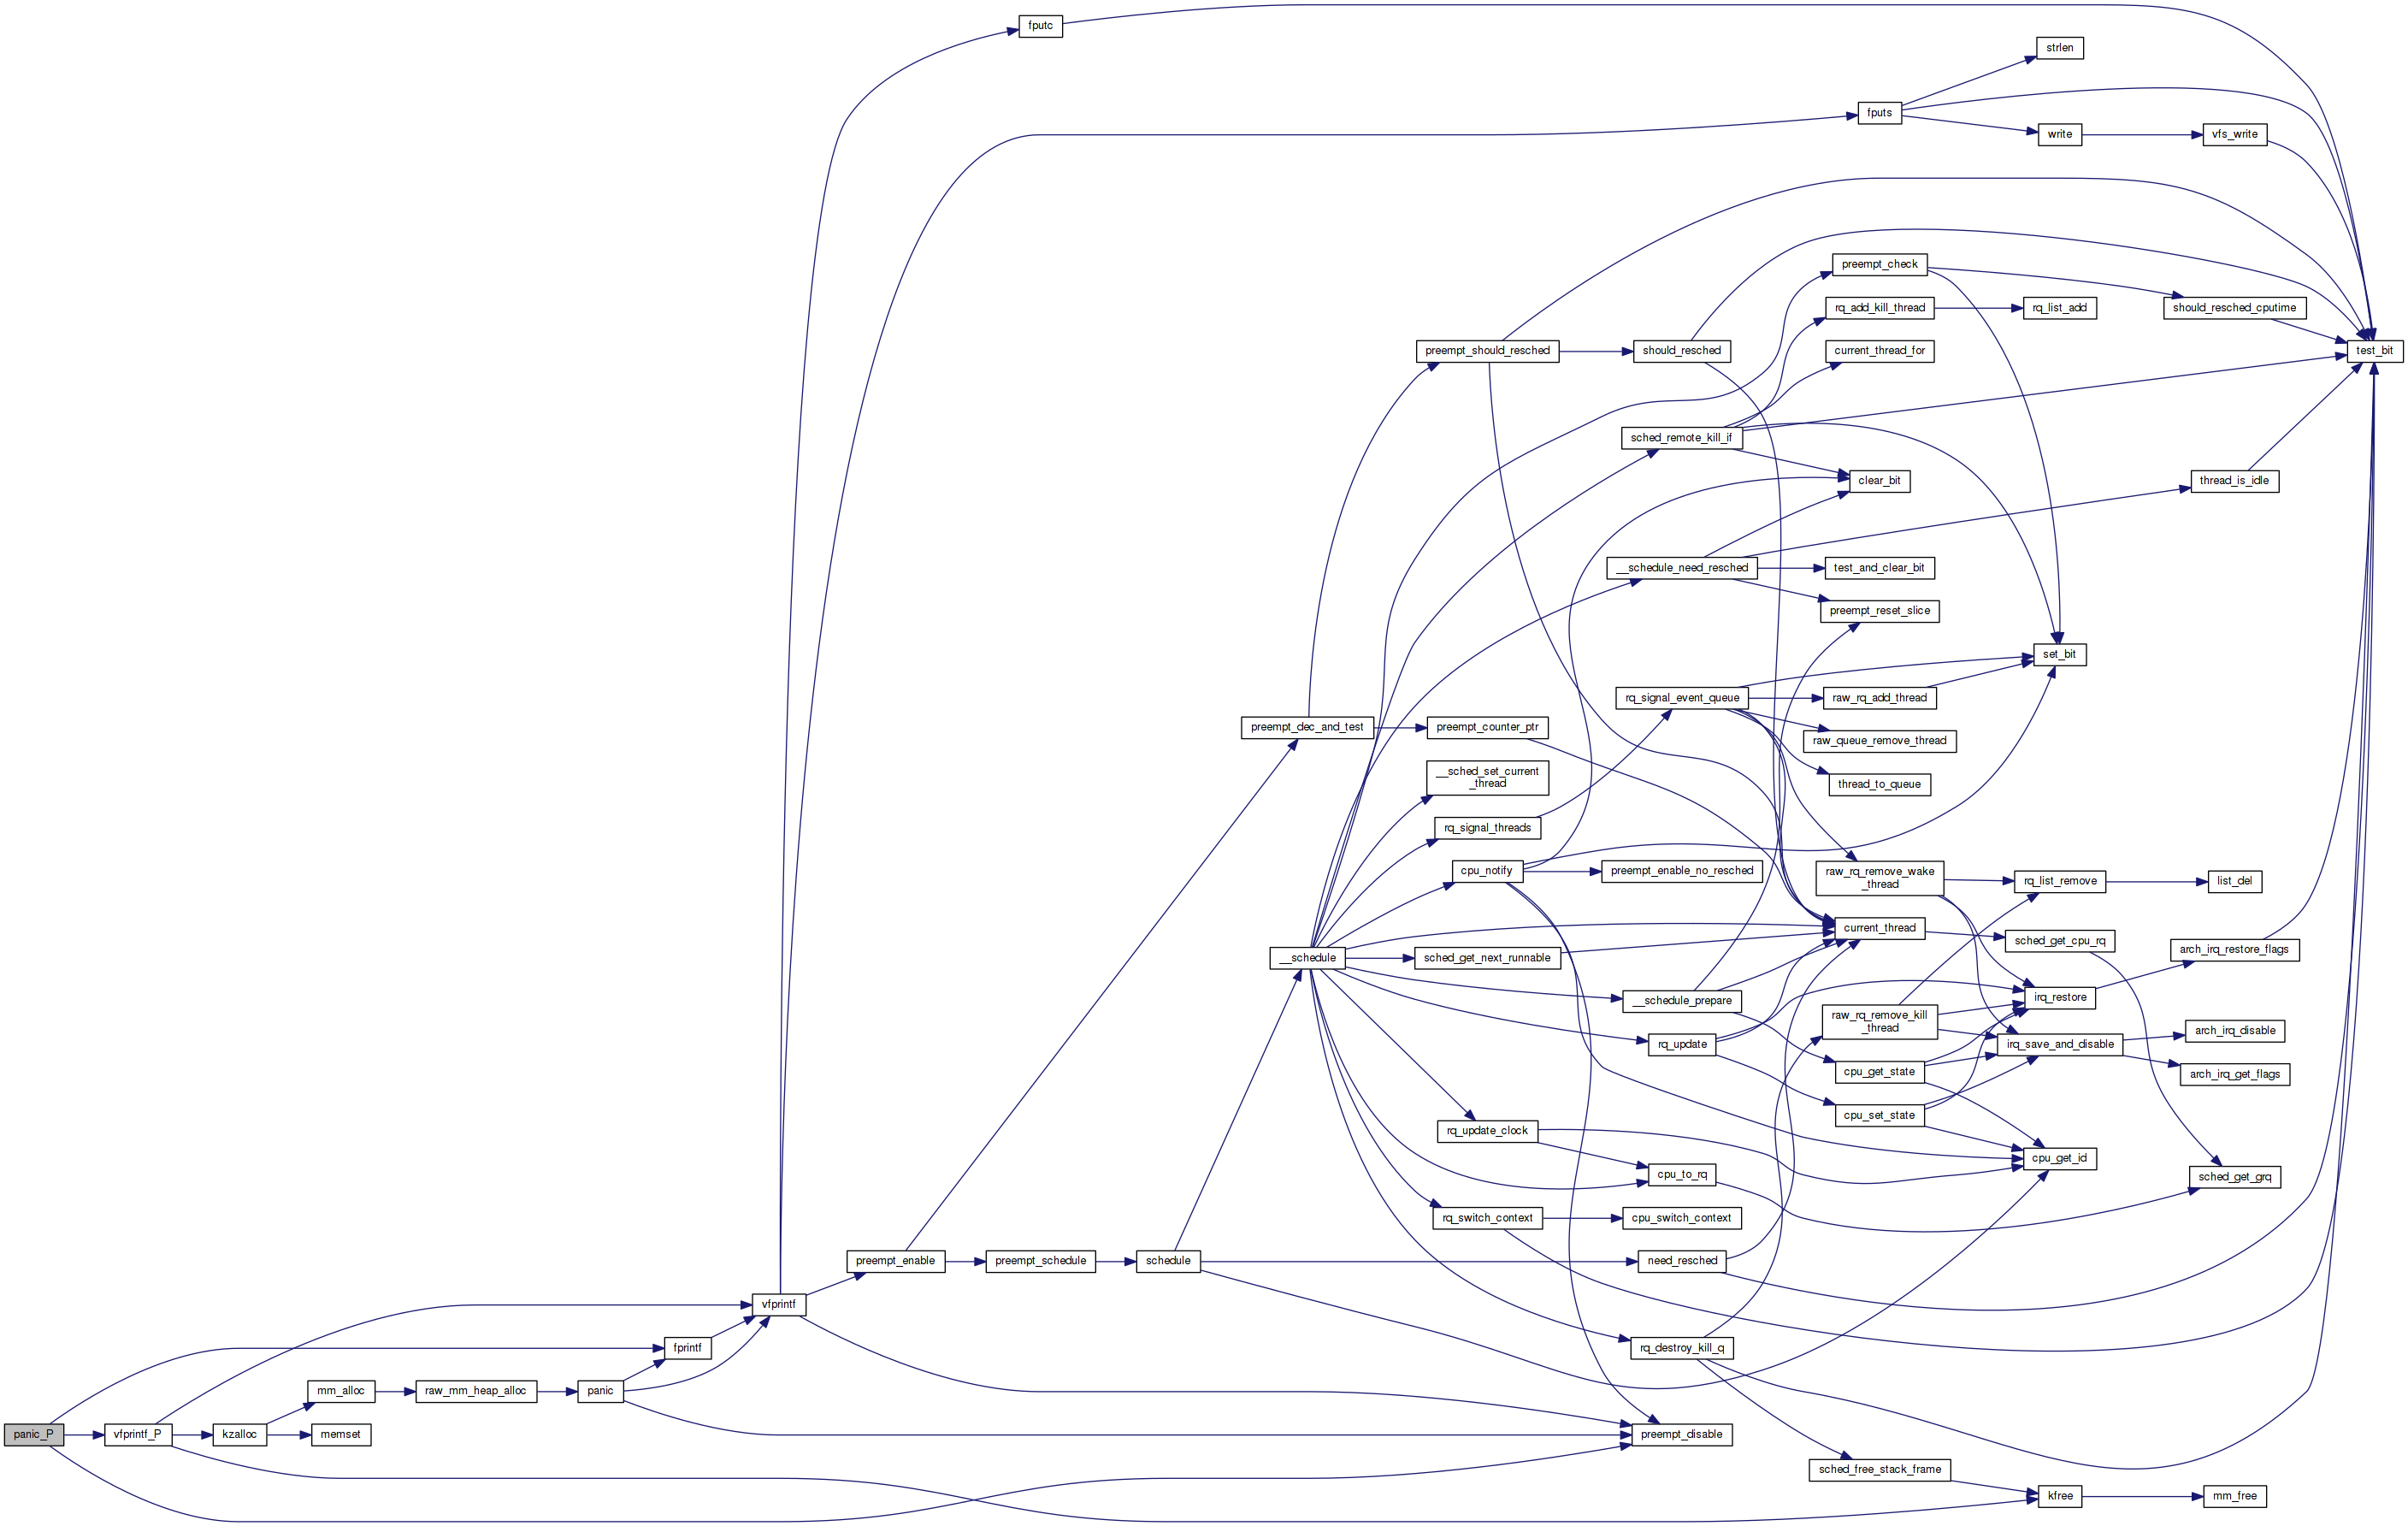 fputc
strlen
fputs
write
vfs_write
preempt_check
rq_add_kill_thread
rq_list_add
should_resched_cputime
preempt_should_resched
should_resched
current_thread_for
test_bit
sched_remote_kill_if
clear_bit
thread_is_idle
__schedule_need_resched
test_and_clear_bit
preempt_reset_slice
set_bit
rq_signal_event_queue
raw_rq_add_thread
preempt_dec_and_test
preempt_counter_ptr
raw_queue_remove_thread
__sched_set_current
_thread
thread_to_queue
rq_signal_threads
cpu_notify
preempt_enable_no_resched
raw_rq_remove_wake
_thread
rq_list_remove
list_del
current_thread
sched_get_cpu_rq
arch_irq_restore_flags
__schedule
sched_get_next_runnable
__schedule_prepare
irq_restore
raw_rq_remove_kill
_thread
rq_update
irq_save_and_disable
arch_irq_disable
cpu_get_state
arch_irq_get_flags
cpu_set_state
rq_update_clock
cpu_get_id
cpu_to_rq
sched_get_grq
rq_switch_context
cpu_switch_context
preempt_enable
preempt_schedule
schedule
need_resched
vfprintf
fprintf
rq_destroy_kill_q
mm_alloc
raw_mm_heap_alloc
panic
panic_P
vfprintf_P
kzalloc
memset
preempt_disable
sched_free_stack_frame
kfree
mm_free